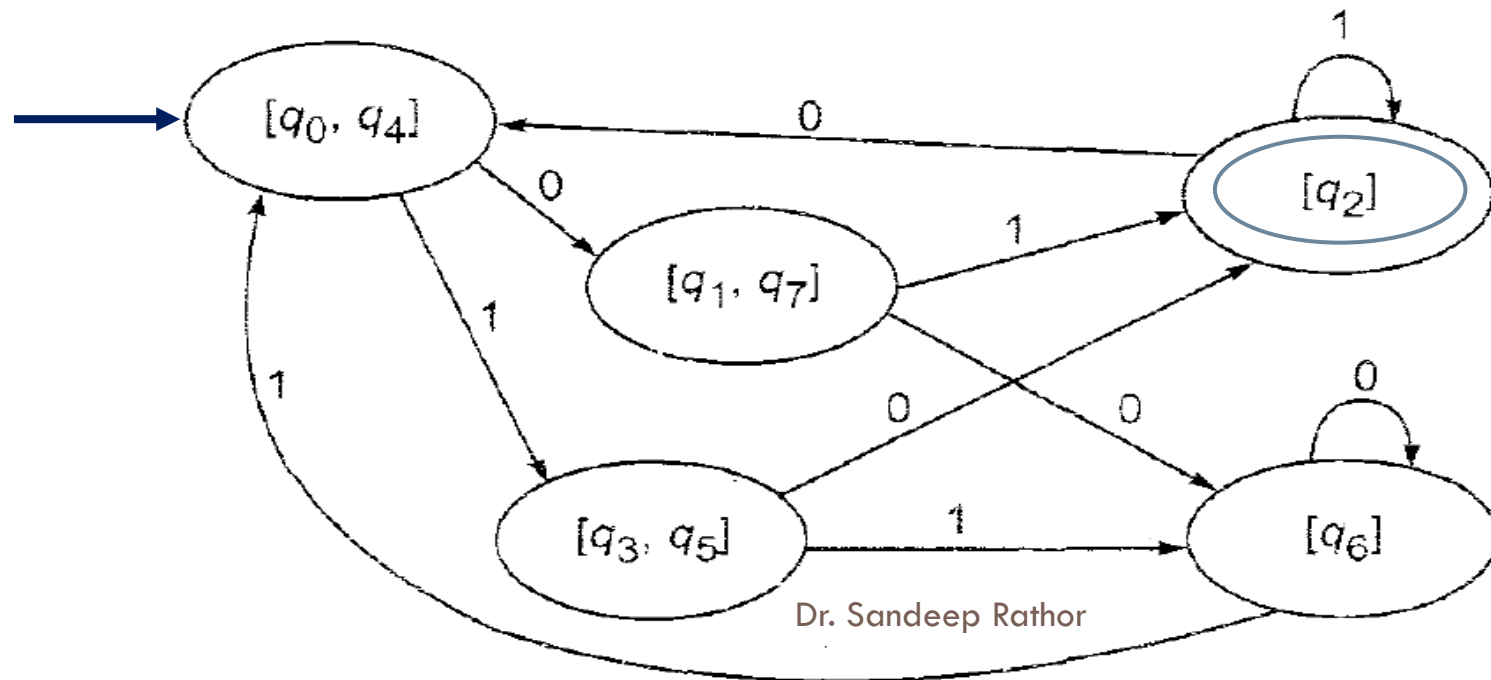 1
[q₀, q₄]
0
[q₂]
0
1
[q₁, q₇]
1
1
0
0
0
[q₃, q₅]
1
[q₆]
Dr. Sandeep Rathor